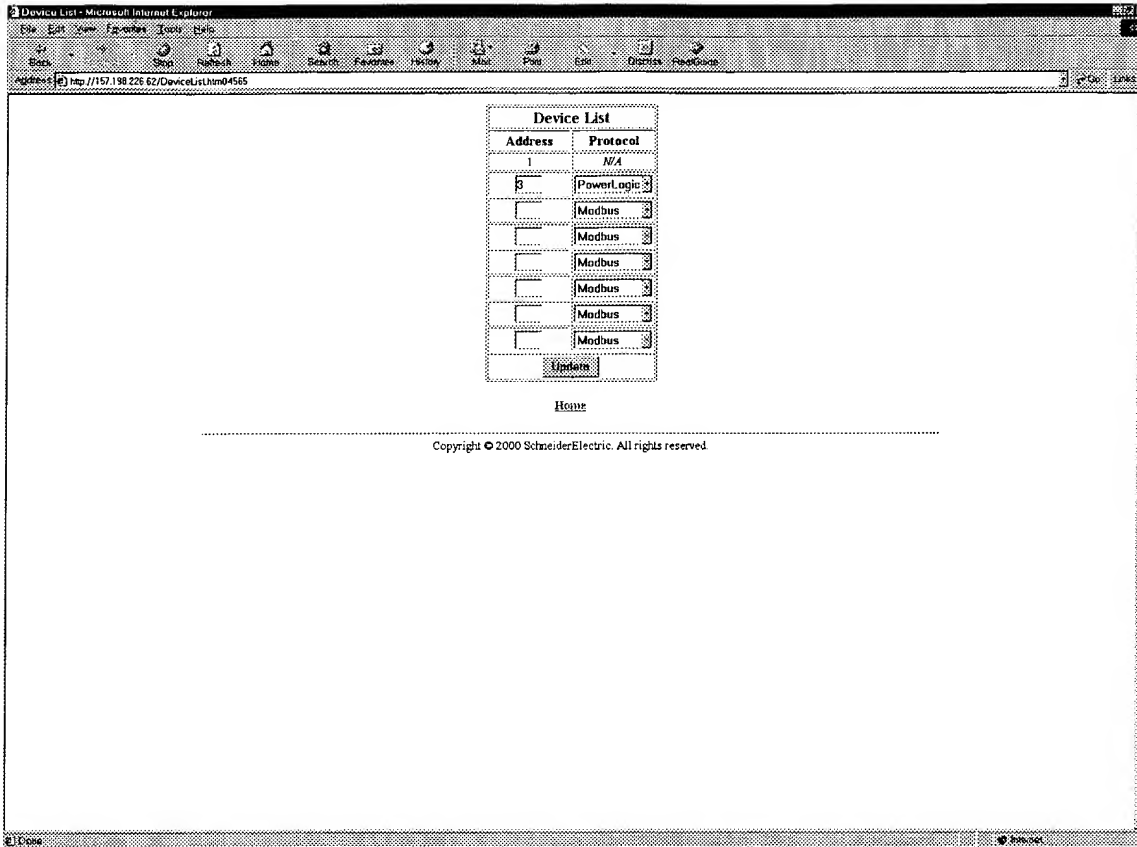 Device List - Microsoft Internet Explorer
File Edit View Favorites Tools Help
Back Stop Refresh Home Search Favorites History Mail Print Edit Discuss RealGuide
Address http://157.198.226.62/DeviceList.htm04565 Go Links
Device List
Address Protocol
1 N/A
3 PowerLogic
Modbus
Modbus
Modbus
Modbus
Modbus
Modbus
Update
Home
Copyright © 2000 SchneiderElectric. All rights reserved.
Done Internet